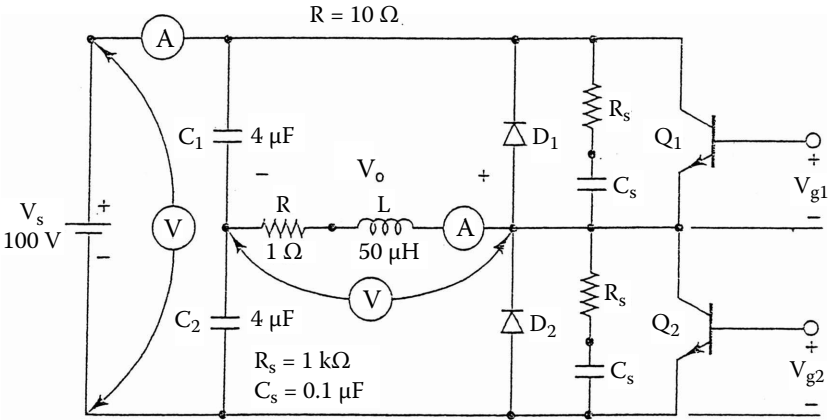 R = 10 Ω
A
C1 4 μF
Rs
D1
Q1
+
Vg1
−
Cs
− Vo +
R L
A
1 Ω 50 μH
Vs
100 V
+
−
V
V
C2 4 μF
Rs
D2
Q2
+
Vg2
−
Cs
Rs = 1 kΩ
Cs = 0.1 μF